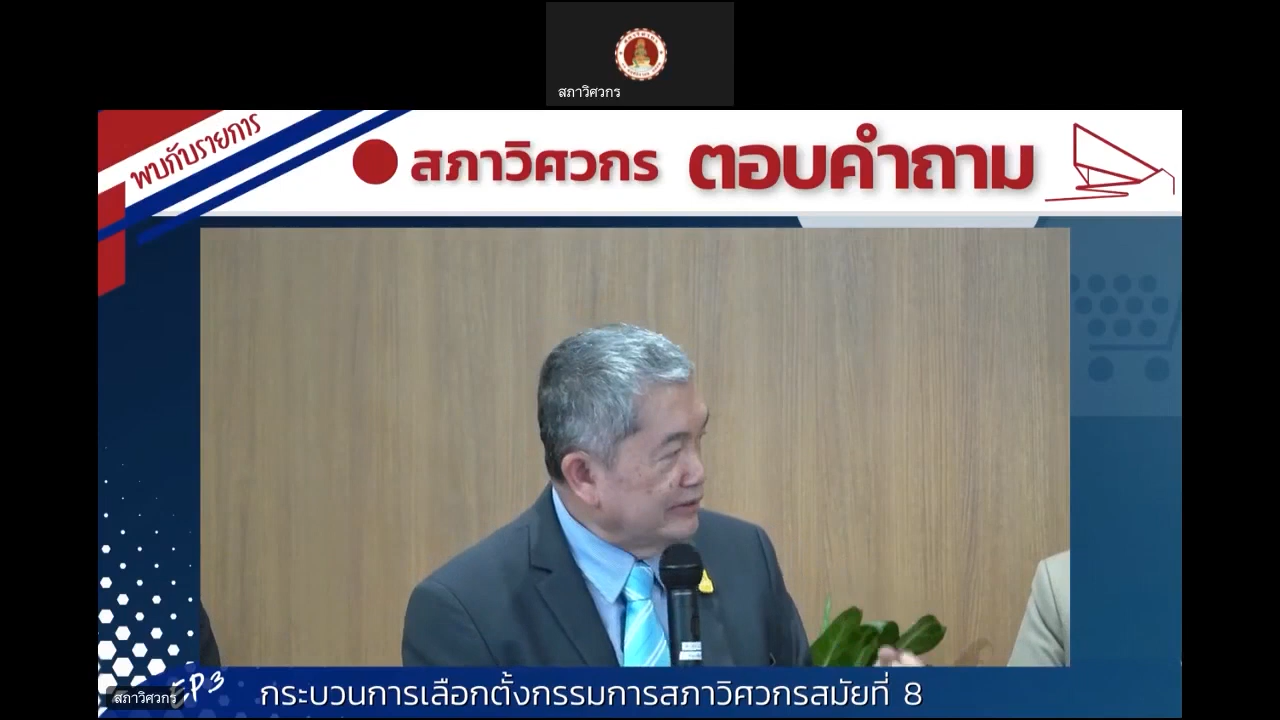 สภาวิศวกร
พบกับรายการ
สภาวิศวกร ตอบคำถาม
สภาวิศวกร EP3
กระบวนการเลือกตั้งกรรมการสภาวิศวกรสมัยที่ 8